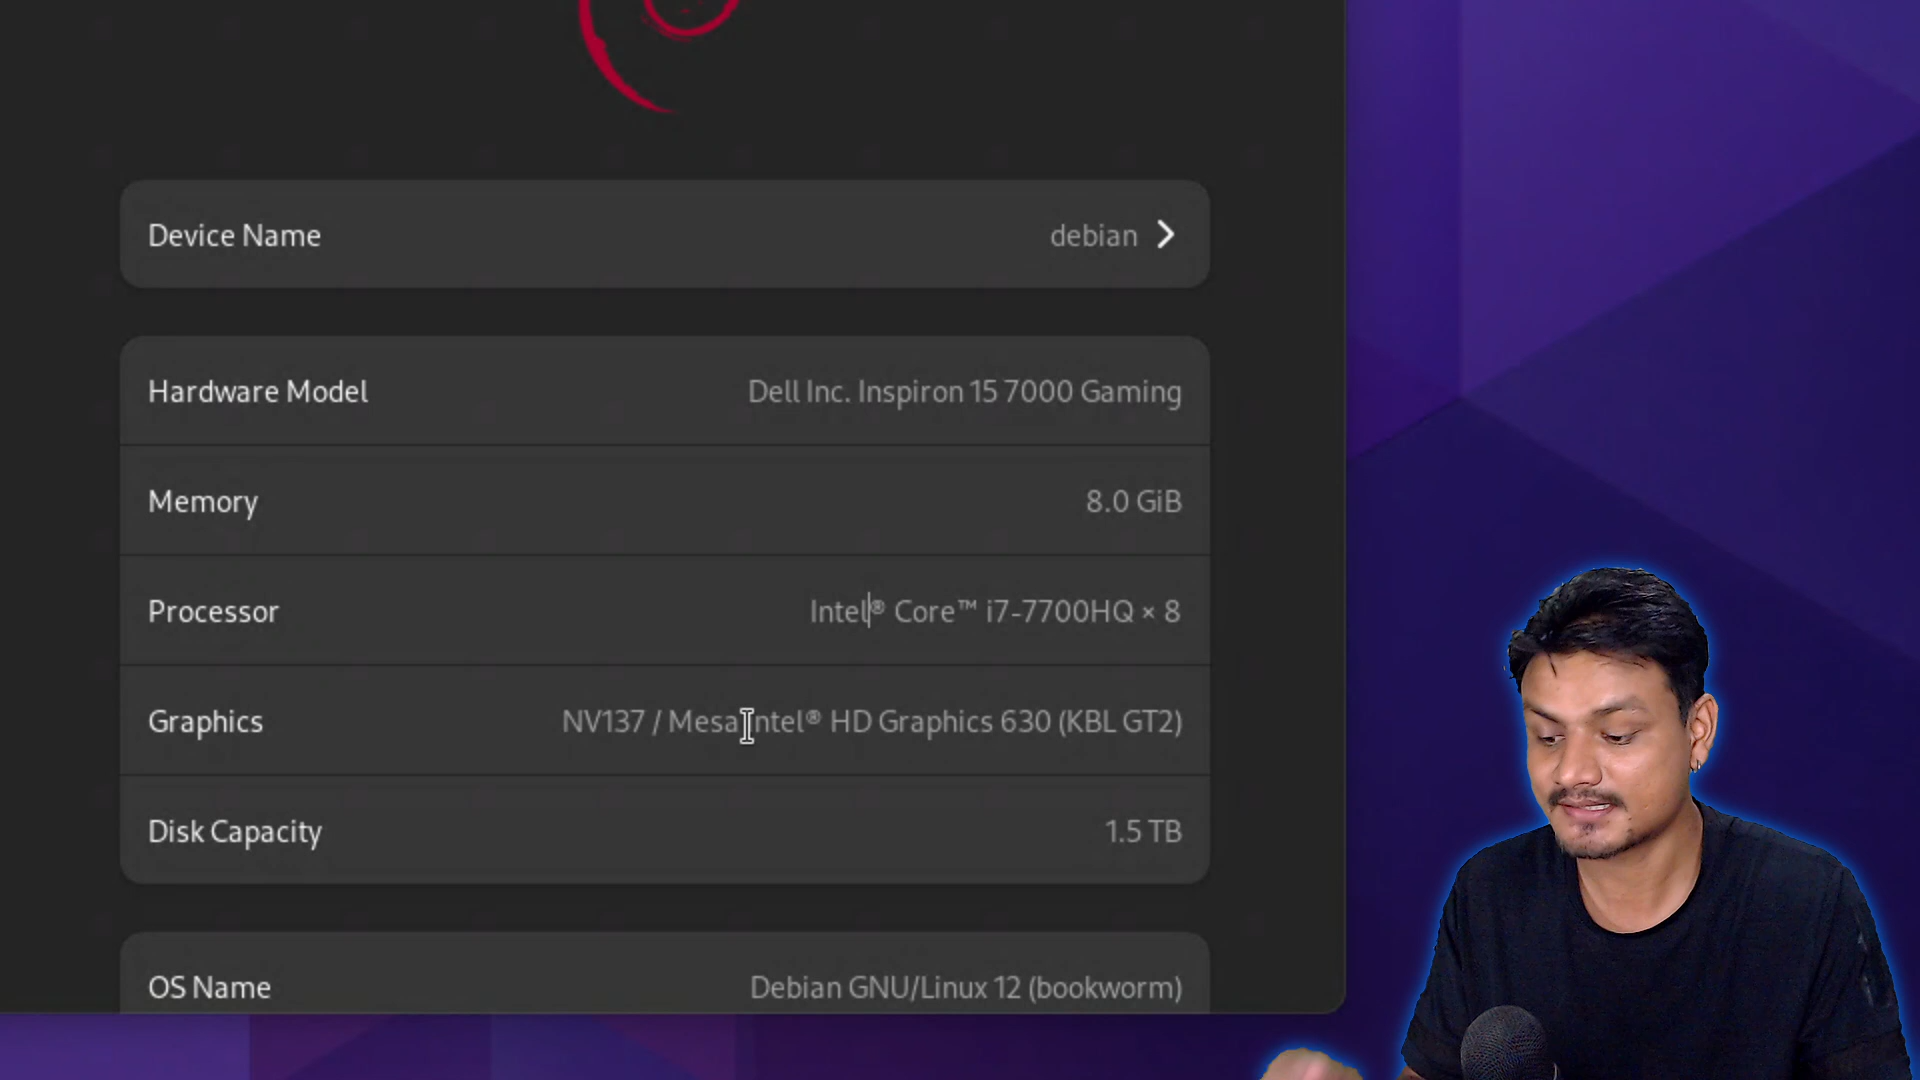 Device Name debian
Hardware Model Dell Inc. Inspiron 15 7000 Gaming
Memory 8.0 GiB
Processor Intel® Core™ i7-7700HQ × 8
Graphics NV137 / Mesa Intel® HD Graphics 630 (KBL GT2)
Disk Capacity 1.5 TB
OS Name Debian GNU/Linux 12 (bookworm)